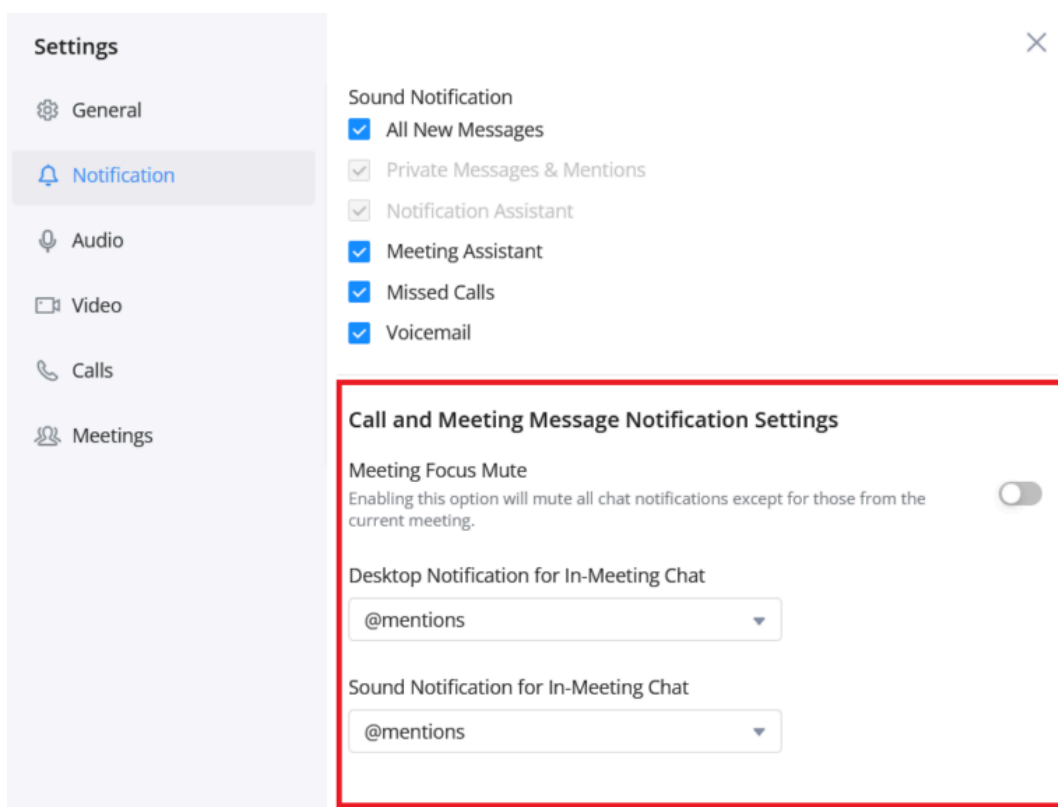 Settings
General
Notification
Audio
Video
Calls
Meetings
Sound Notification
All New Messages
Private Messages & Mentions
Notification Assistant
Meeting Assistant
Missed Calls
Voicemail
Call and Meeting Message Notification Settings
Meeting Focus Mute
Enabling this option will mute all chat notifications except for those from the
current meeting.
Desktop Notification for In-Meeting Chat
@mentions
Sound Notification for In-Meeting Chat
@mentions